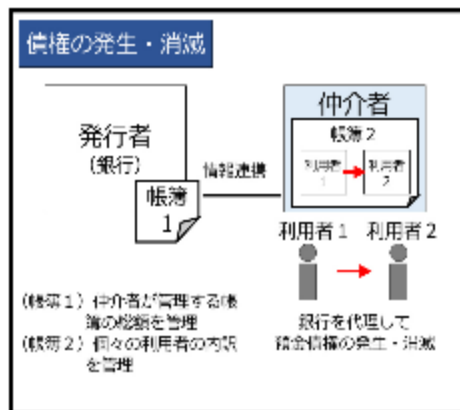 債権の発生・消滅
発行者
（銀行）
帳簿
1
情報連携
仲介者
帳簿2
利用者
1
利用者
2
利用者1
利用者2
（帳簿1）仲介者が管理する帳
簿の総額を管理
（帳簿2）個々の利用者の内訳
を管理
銀行を代理して
預金債権の発生・消滅